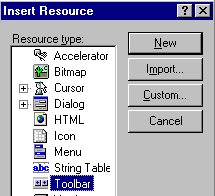 Insert Resource
Resource type:
Accelerator
Bitmap
Cursor
Dialog
HTML
Icon
Menu
abc String Table
Toolbar
New
Import...
Custom...
Cancel